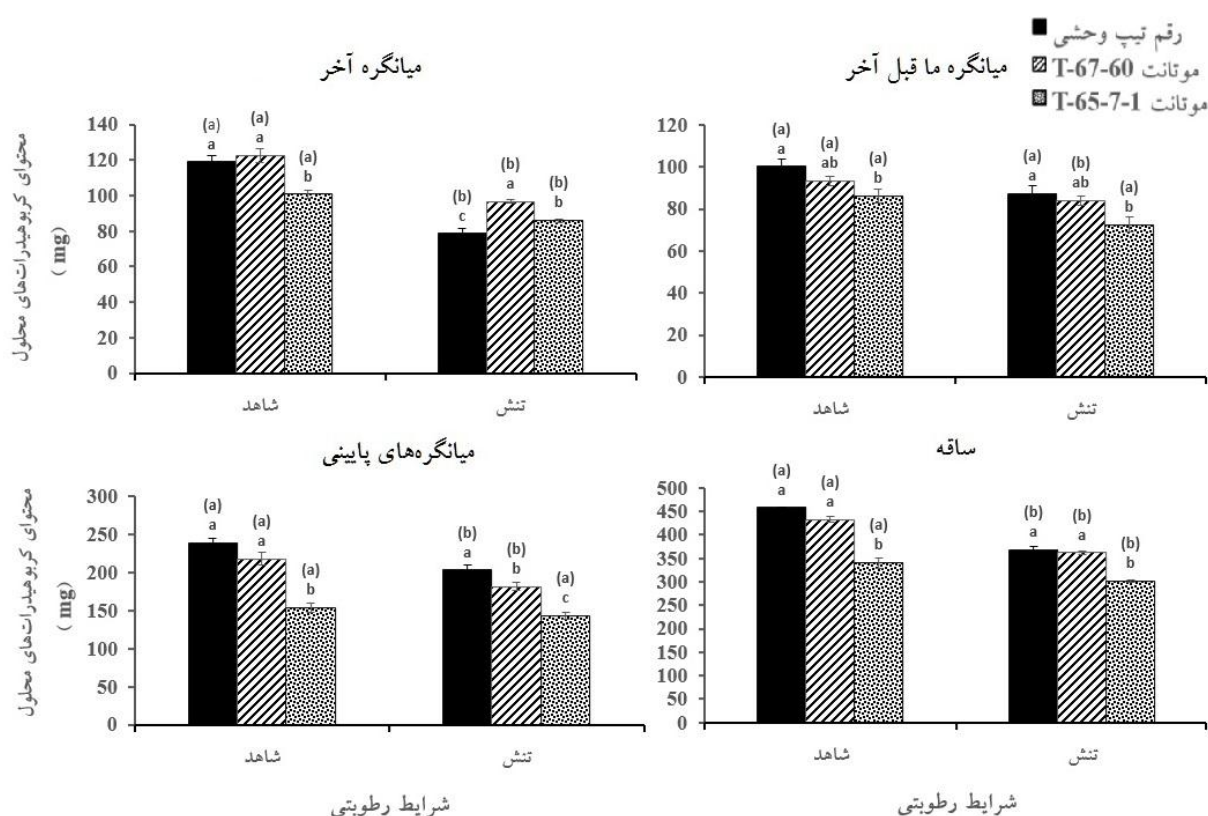 رقم تیپ وحشی
موتانت T-67-60
موتانت T-65-7-1
میانگره آخر
محتوای کربوهیدرات‌های محلول
( mg )
140
120
100
80
60
40
20
0
(a) (a) (a) (b) (b) (b)
a a b c a b
شاهد تنش
میانگره ما قبل آخر
120
100
80
60
40
20
0
(a) (a) (a) (a) (b) (a)
a ab b a ab b
شاهد تنش
میانگره‌های پایینی
محتوای کربوهیدرات‌های محلول
( mg )
300
250
200
150
100
50
0
(a) (a) (a) (b) (b) (a)
a a b a b c
شاهد تنش
شرایط رطوبتی
ساقه
500
450
400
350
300
250
200
150
100
50
0
(a) (a) (a) (b) (b) (b)
a a b a a b
شاهد تنش
شرایط رطوبتی